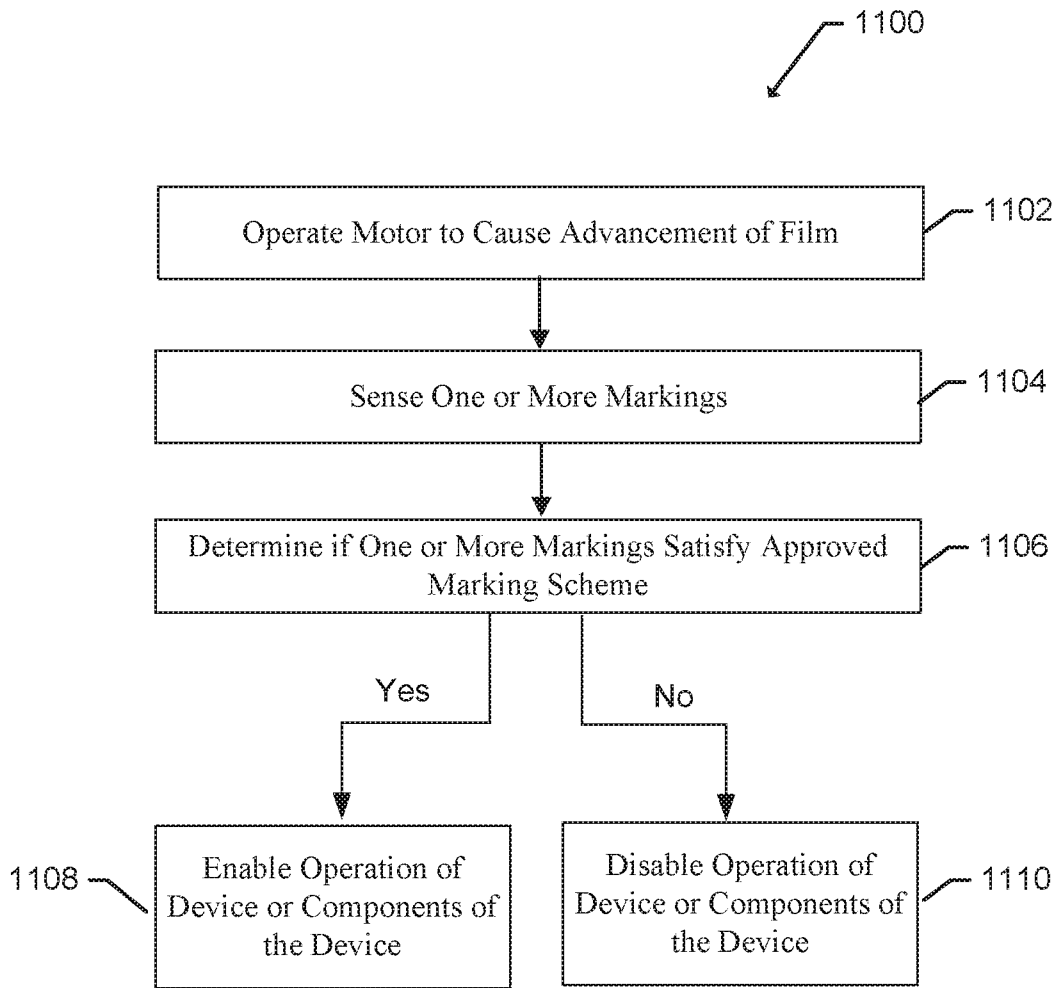 1100
Operate Motor to Cause Advancement of Film
1102
Sense One or More Markings
1104
Determine if One or More Markings Satisfy Approved
Marking Scheme
1106
Yes
No
1108
Enable Operation of
Device or Components of
the Device
Disable Operation of
Device or Components of
the Device
1110